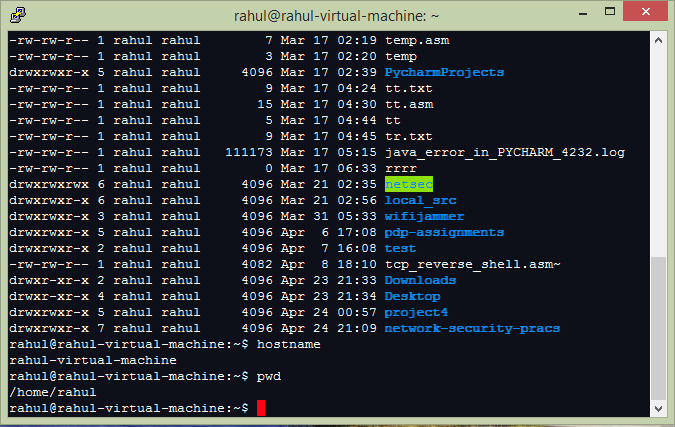 rahul@rahul-virtual-machine: ~
-rw-rw-r-- 1 rahul rahul      7 Mar 17 02:19 temp.asm
-rw-rw-r-- 1 rahul rahul      3 Mar 17 02:20 temp
drwxrwxr-x 5 rahul rahul   4096 Mar 17 02:39 PycharmProjects
-rw-rw-r-- 1 rahul rahul      9 Mar 17 04:24 tt.txt
-rw-rw-r-- 1 rahul rahul     15 Mar 17 04:30 tt.asm
-rw-rw-r-- 1 rahul rahul      5 Mar 17 04:44 tt
-rw-rw-r-- 1 rahul rahul      9 Mar 17 04:45 tr.txt
-rw-rw-r-- 1 rahul rahul 111173 Mar 17 05:15 java_error_in_PYCHARM_4232.log
-rw-rw-r-- 1 rahul rahul      0 Mar 17 06:33 rrrr
drwxrwxrwx 6 rahul rahul   4096 Mar 21 02:35 netsec
drwxrwxr-x 6 rahul rahul   4096 Mar 21 02:56 local_src
drwxrwxr-x 3 rahul rahul   4096 Mar 31 05:33 wifijammer
drwxrwxr-x 5 rahul rahul   4096 Apr  6 17:08 pdp-assignments
drwxrwxr-x 2 rahul rahul   4096 Apr  7 16:08 test
-rw-rw-r-- 1 rahul rahul   4082 Apr  8 18:10 tcp_reverse_shell.asm~
drwxr-xr-x 2 rahul rahul   4096 Apr 23 21:33 Downloads
drwxr-xr-x 4 rahul rahul   4096 Apr 23 21:34 Desktop
drwxrwxr-x 5 rahul rahul   4096 Apr 24 00:57 project4
drwxrwxr-x 7 rahul rahul   4096 Apr 24 21:09 network-security-pracs
rahul@rahul-virtual-machine:~$ hostname
rahul-virtual-machine
rahul@rahul-virtual-machine:~$ pwd
/home/rahul
rahul@rahul-virtual-machine:~$